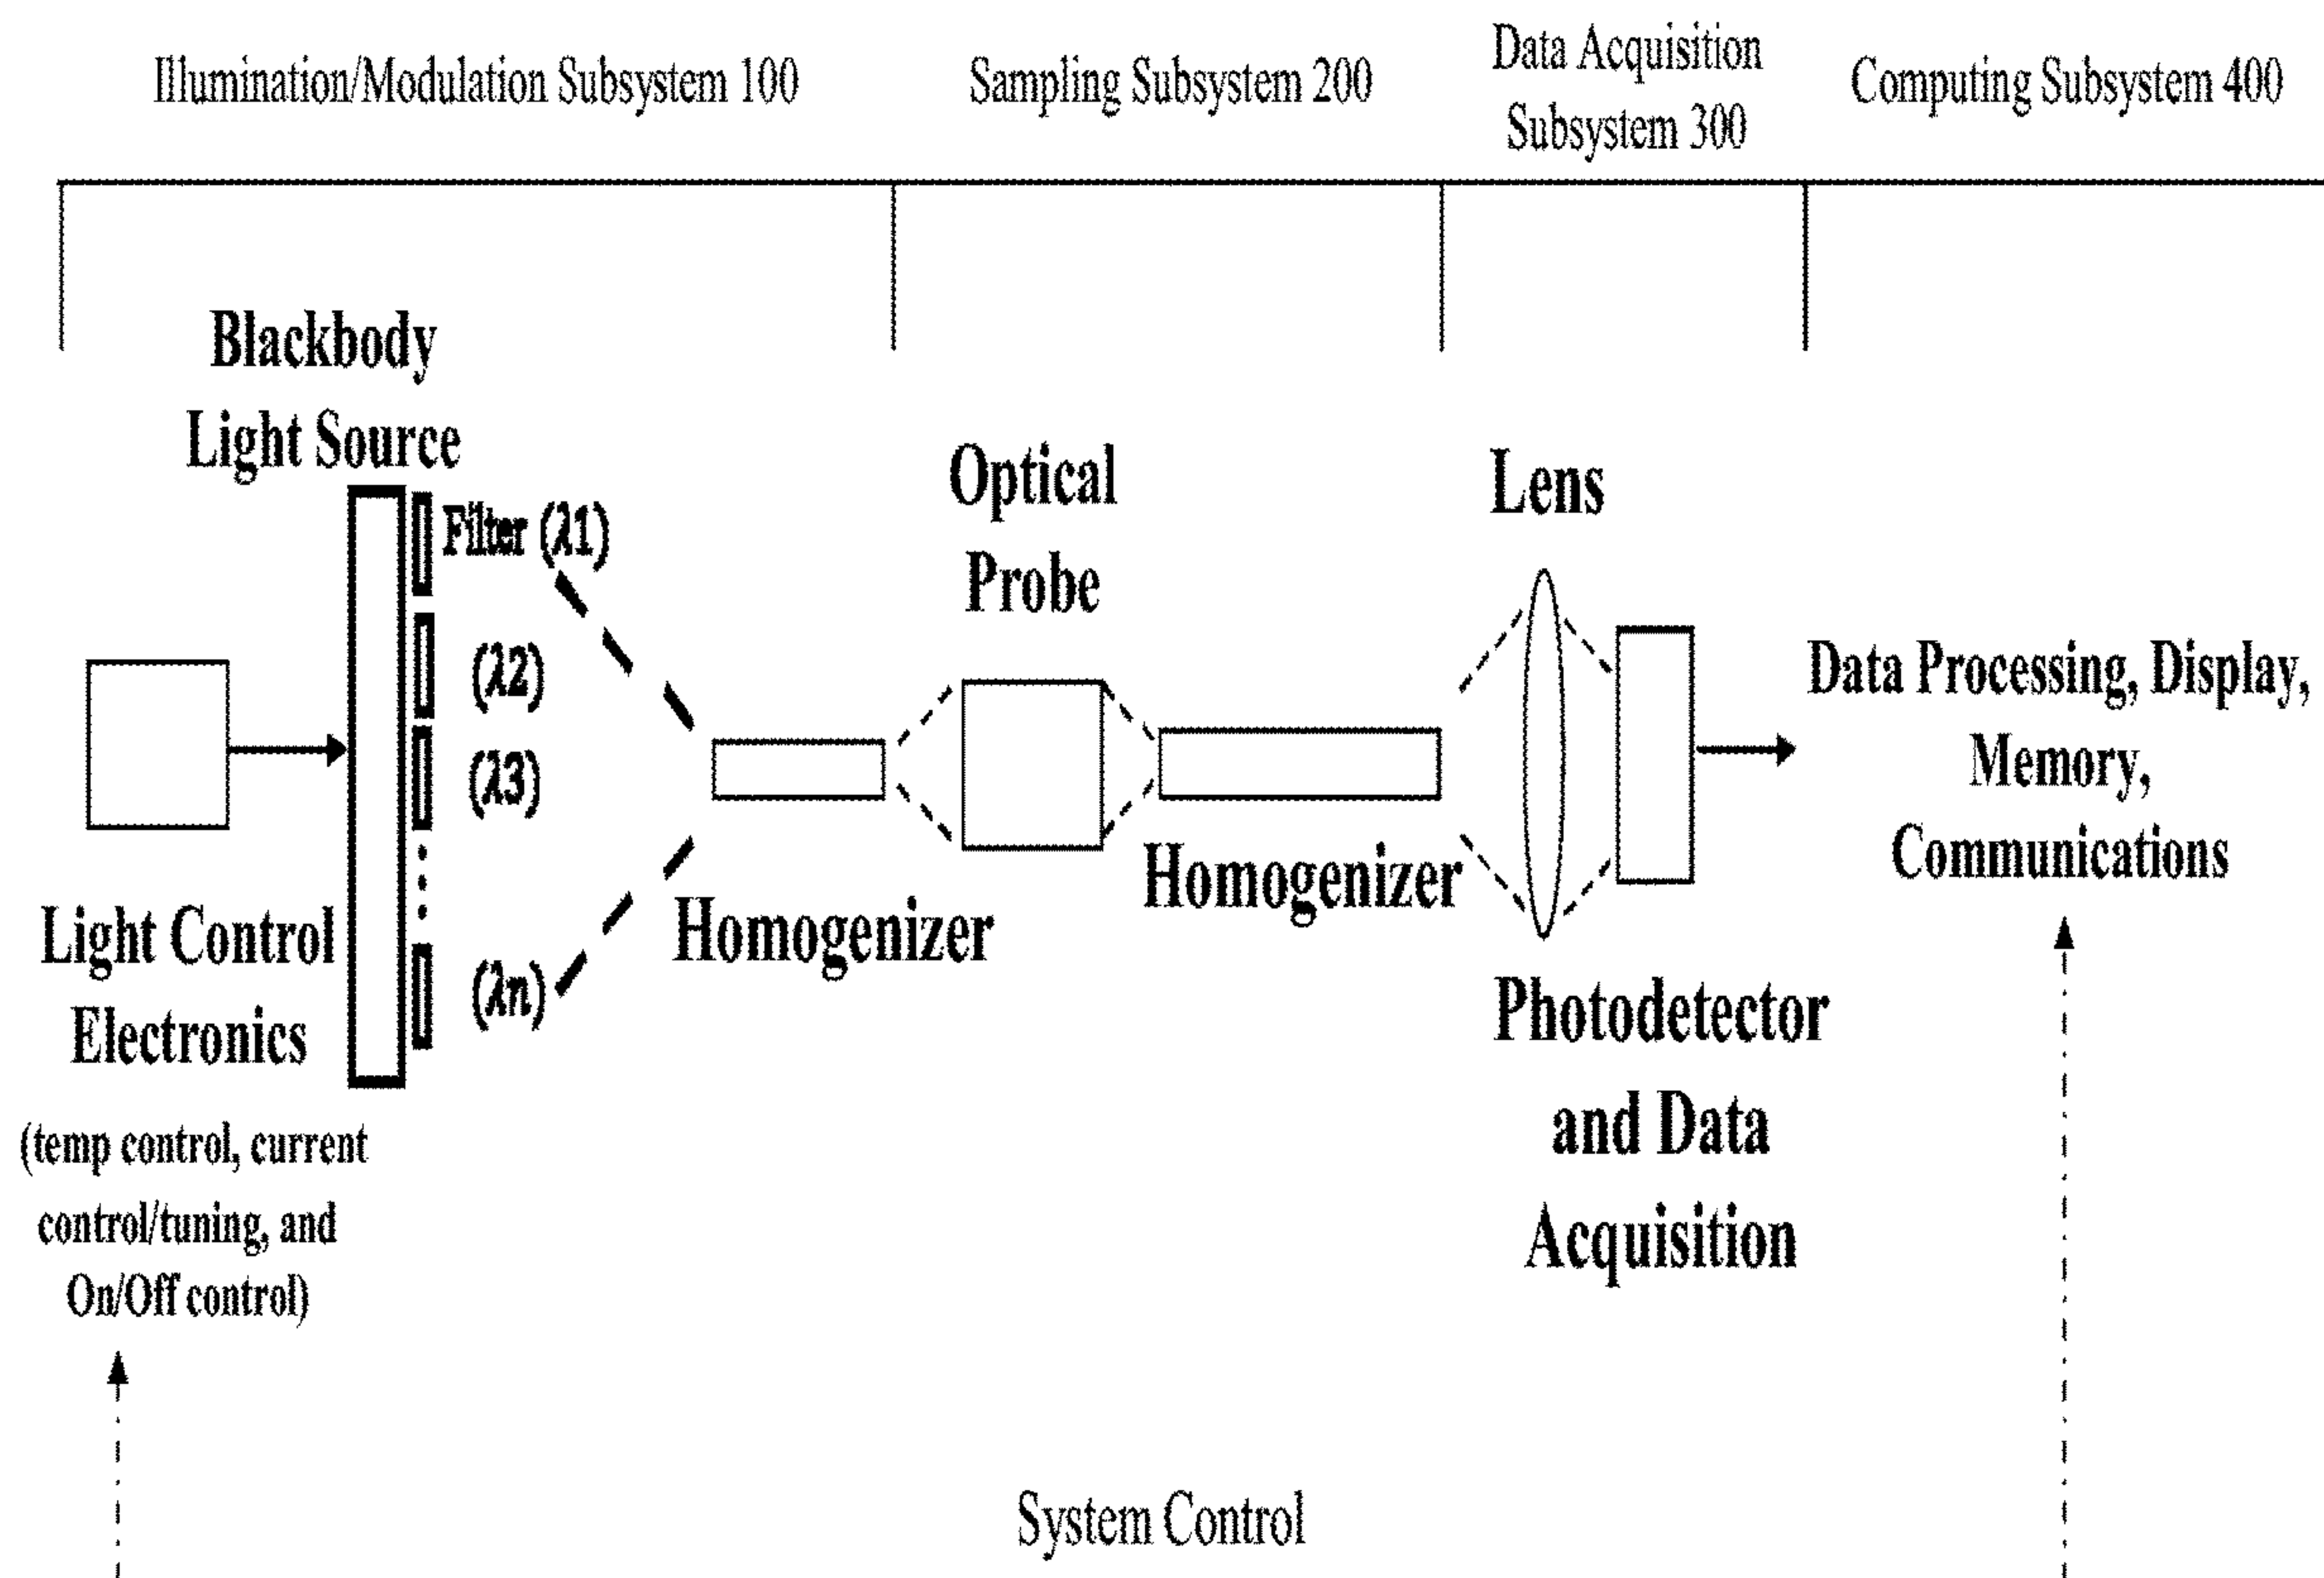 Illumination/Modulation Subsystem 100
Sampling Subsystem 200
Data Acquisition
Subsystem 300
Computing Subsystem 400
Blackbody
Light Source
Filter (λ1)
(λ2)
(λ3)
(λn)
Light Control
Electronics
(temp control, current
control/tuning, and
On/Off control)
Homogenizer
Optical
Probe
Homogenizer
Lens
Photodetector
and Data
Acquisition
Data Processing, Display,
Memory,
Communications
System Control